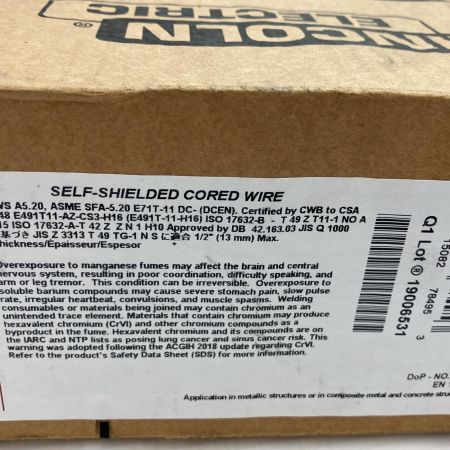 LINCOLN
ELECTRIC
SELF-SHIELDED CORED WIRE
WS A5.20, ASME SFA-5.20 E71T-11 DC- (DCEN). Certified by CWB to CSA
48 E491T11-AZ-CS3-H16 (E491T-11-H16) ISO 17632-B - T 49 Z T11-1 NO A
15 ISO 17632-A-T 42 Z Z N 1 H10 Approved by DB 42.163.03 JIS Q 1000
基づき JIS Z 3313 T 49 TG-1 N S に適合 1/2" (13 mm) Max.
hickness/Épaisseur/Espesor
Overexposure to manganese fumes may affect the brain and central
nervous system, resulting in poor coordination, difficulty speaking, and
arm or leg tremor. This condition can be irreversible. Overexposure to
soluble barium compounds may cause severe stomach pain, slow pulse
rate, irregular heartbeat, convulsions, and muscle spasms. Welding
consumables or materials being joined may contain chromium as an
unintended trace element. Materials that contain chromium may produce
hexavalent chromium (CrVI) and other chromium compounds as a
byproduct in the fume. Hexavalent chromium and its compounds are on
the IARC and NTP lists as posing lung cancer and sinus cancer risk. This
warning was adopted following the ACGIH 2018 update regarding CrVI.
Refer to the product's Safety Data Sheet (SDS) for more information.
15082
78495
3
Q1 Lot ® 19006531
DoP - NO.
EN 1
Application in metallic structures or in composite metal and concrete struc